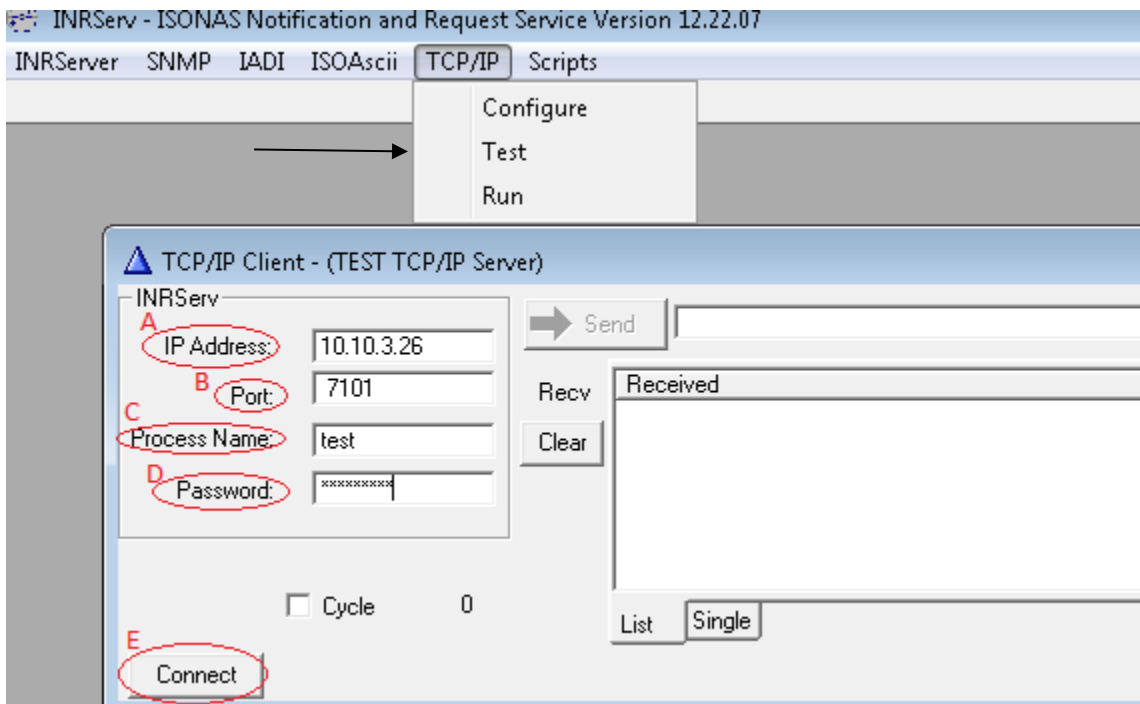 INRServ - ISONAS Notification and Request Service Version 12.22.07
INRServer SNMP IADI ISOAscii TCP/IP Scripts
Configure
Test
Run
TCP/IP Client - (TEST TCP/IP Server)
INRServ
A
IP Address: 10.10.3.26
B
Port: 7101
C
Process Name: test
D
Password: *********
Send
Recv
Received
Clear
Cycle 0
List Single
E
Connect